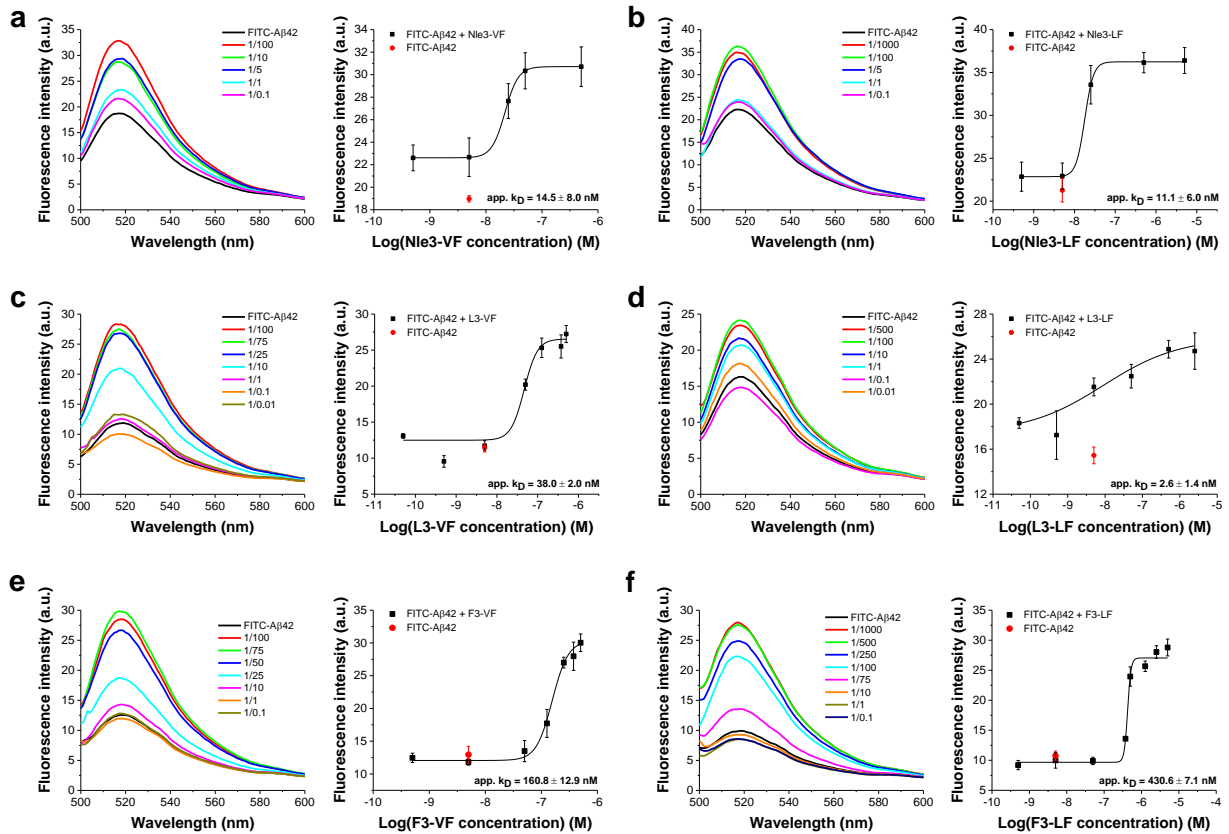 a
Fluorescence intensity (a.u.)
35
30
25
20
15
10
5
0
500 520 540 560 580 600
Wavelength (nm)
FITC-Aβ42
1/100
1/10
1/5
1/1
1/0.1
Fluorescence intensity (a.u.)
34
32
30
28
26
24
22
20
18
-10 -9 -8 -7 -6
Log(Nle3-VF concentration) (M)
FITC-Aβ42 + Nle3-VF
FITC-Aβ42
app. kD = 14.5 ± 8.0 nM
b
Fluorescence intensity (a.u.)
40
35
30
25
20
15
10
5
0
500 520 540 560 580 600
Wavelength (nm)
FITC-Aβ42
1/1000
1/100
1/5
1/1
1/0.1
Fluorescence intensity (a.u.)
40
35
30
25
20
-10 -9 -8 -7 -6 -5
Log(Nle3-LF concentration) (M)
FITC-Aβ42 + Nle3-LF
FITC-Aβ42
app. kD = 11.1 ± 6.0 nM
c
Fluorescence intensity (a.u.)
30
25
20
15
10
5
0
500 520 540 560 580 600
Wavelength (nm)
FITC-Aβ42
1/100
1/75
1/25
1/10
1/1
1/0.1
1/0.01
Fluorescence intensity (a.u.)
30
25
20
15
10
5
-11 -10 -9 -8 -7 -6
Log(L3-VF concentration) (M)
FITC-Aβ42 + L3-VF
FITC-Aβ42
app. kD = 38.0 ± 2.0 nM
d
Fluorescence intensity (a.u.)
25
20
15
10
5
0
500 520 540 560 580 600
Wavelength (nm)
FITC-Aβ42
1/500
1/100
1/10
1/1
1/0.1
1/0.01
Fluorescence intensity (a.u.)
28
24
20
16
12
-11 -10 -9 -8 -7 -6 -5
Log(L3-LF concentration) (M)
FITC-Aβ42 + L3-LF
FITC-Aβ42
app. kD = 2.6 ± 1.4 nM
e
Fluorescence intensity (a.u.)
30
25
20
15
10
5
0
500 520 540 560 580 600
Wavelength (nm)
FITC-Aβ42
1/100
1/75
1/50
1/25
1/10
1/1
1/0.1
Fluorescence intensity (a.u.)
35
30
25
20
15
10
-10 -9 -8 -7 -6
Log(F3-VF concentration) (M)
FITC-Aβ42 + F3-VF
FITC-Aβ42
app. kD = 160.8 ± 12.9 nM
f
Fluorescence intensity (a.u.)
30
25
20
15
10
5
0
500 520 540 560 580 600
Wavelength (nm)
FITC-Aβ42
1/1000
1/500
1/250
1/100
1/75
1/10
1/1
1/0.1
Fluorescence intensity (a.u.)
35
30
25
20
15
10
5
-10 -9 -8 -7 -6 -5 -4
Log(F3-LF concentration) (M)
FITC-Aβ42 + F3-LF
FITC-Aβ42
app. kD = 430.6 ± 7.1 nM